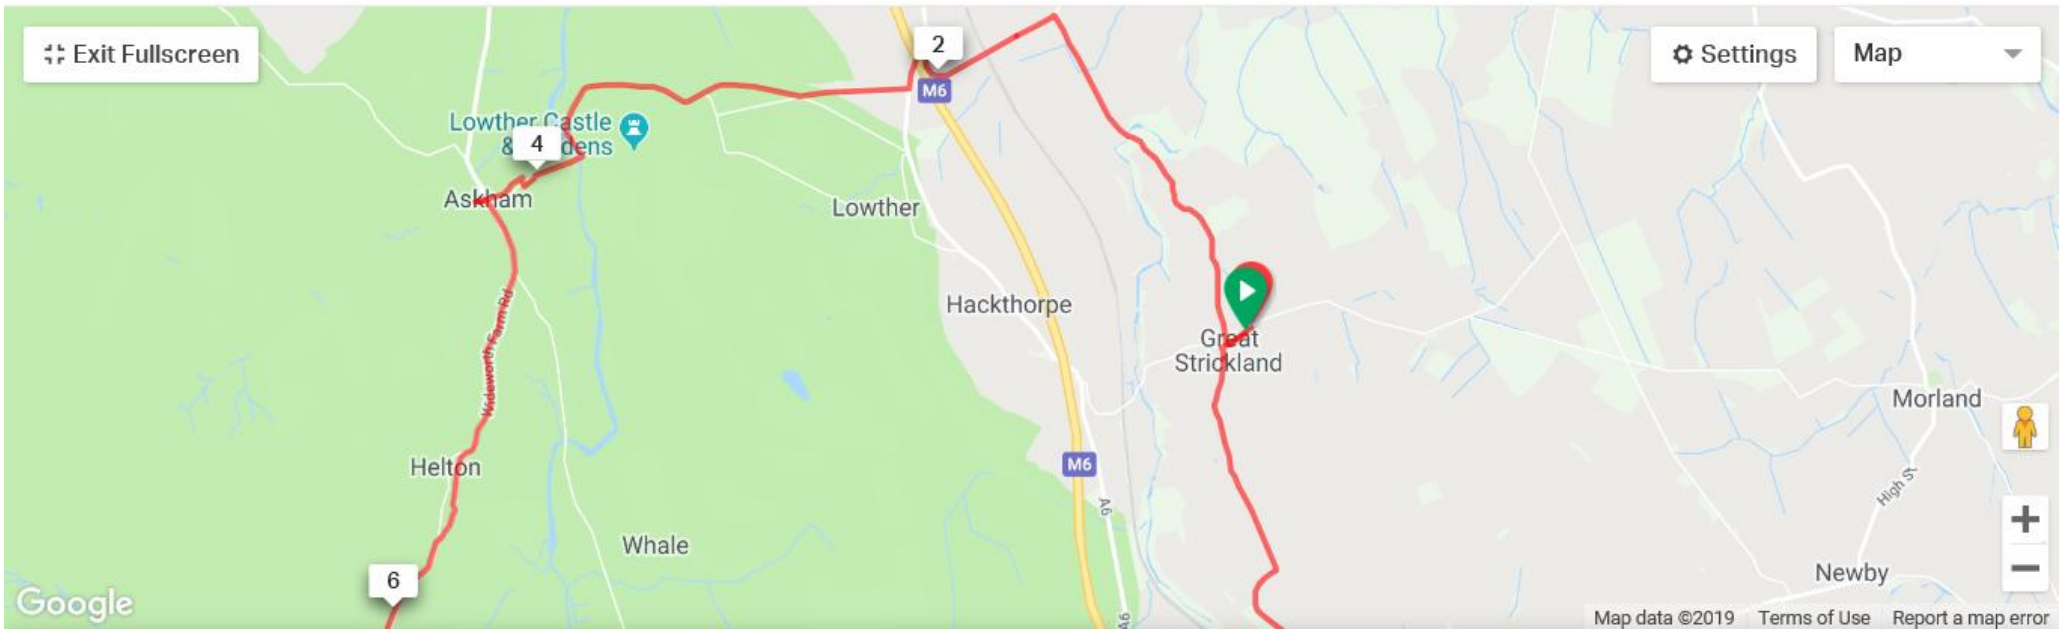 Exit Fullscreen
2
Settings
Map
M6
Lowther Castle
& Gardens
4
Askham
Lowther
Hackthorpe
Great
Strickland
Wideworth Farm Rd
Morland
Helton
M6
A6
High St
Whale
Newby
6
Google
A6
Map data ©2019 Terms of Use Report a map error